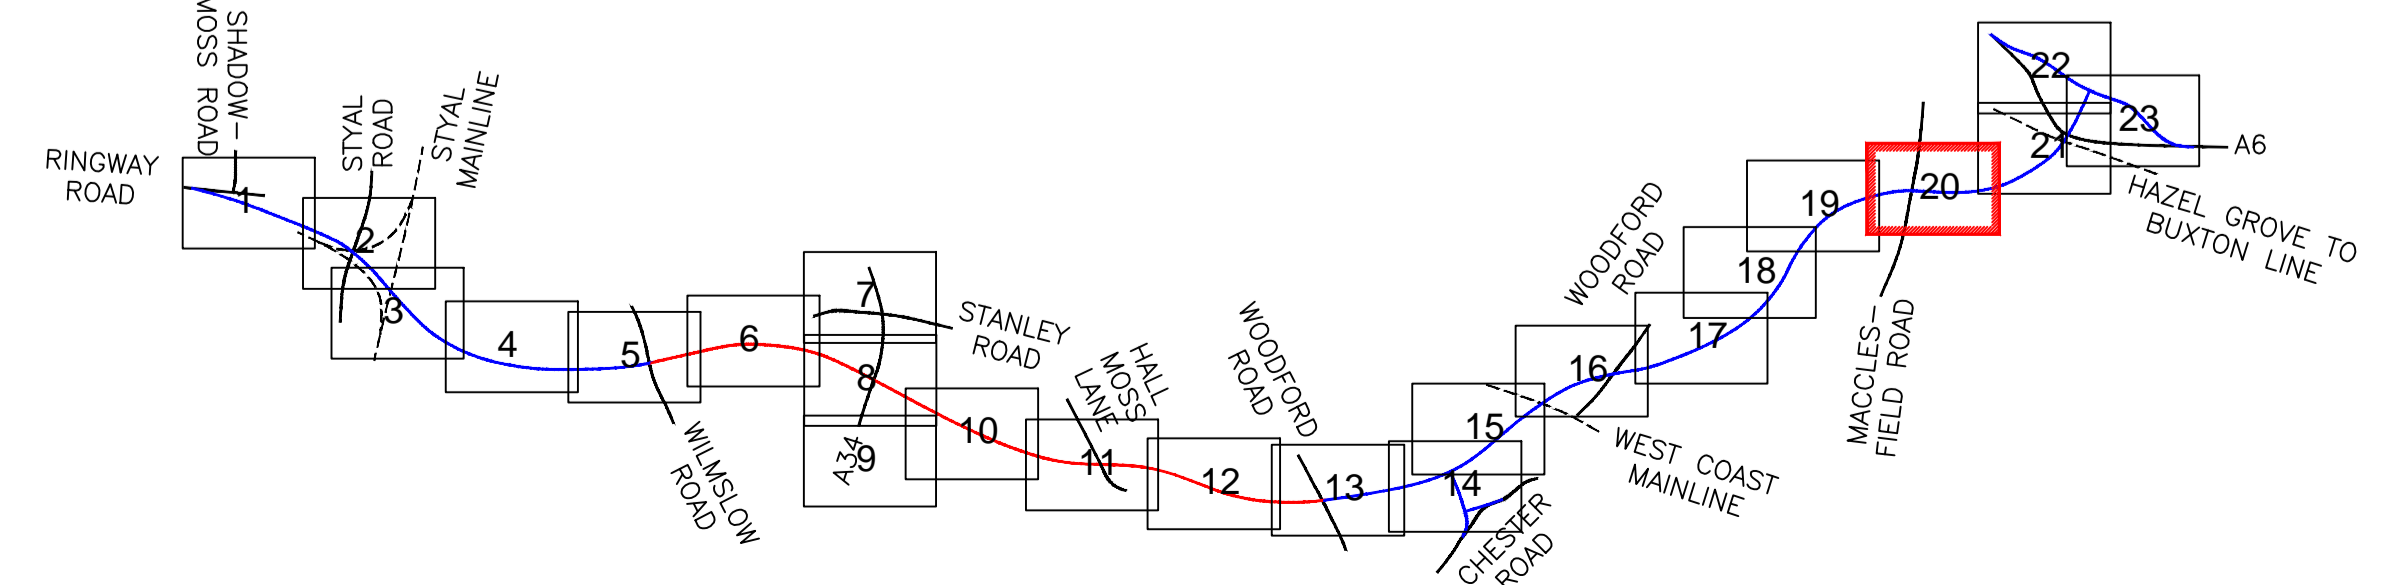 SHADOW-
MOSS ROAD
RINGWAY
ROAD
1
STYAL
ROAD
STYAL
MAINLINE
2
3
4
5
WILMSLOW
ROAD
6
7
STANLEY
ROAD
8
A34
9
10
HALL
MOSS
LANE
11
12
WOODFORD
ROAD
13
14
CHESTER
ROAD
15
WEST COAST
MAINLINE
16
WOODFORD
ROAD
17
18
19
MACCLES-
FIELD ROAD
20
21
22
23
A6
HAZEL GROVE TO
BUXTON LINE